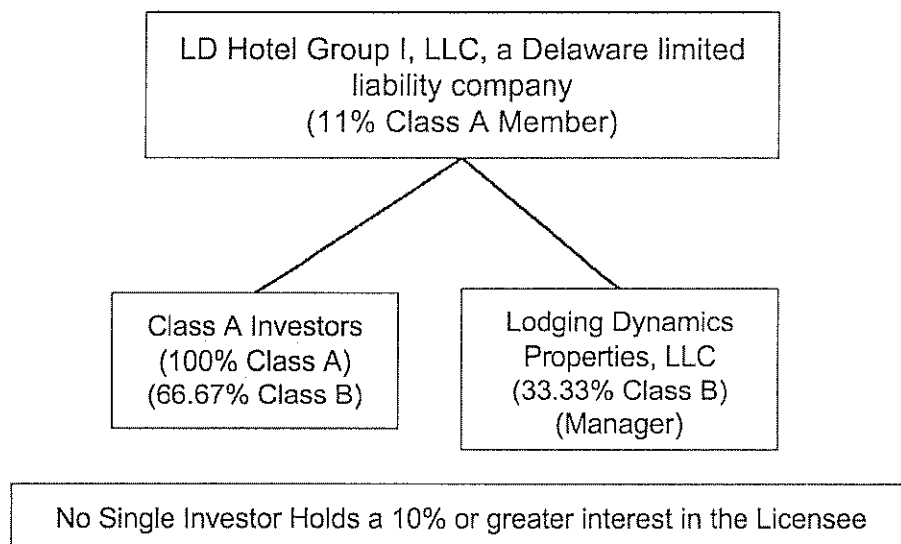 LD Hotel Group I, LLC, a Delaware limited
liability company
(11% Class A Member)
Class A Investors
(100% Class A)
(66.67% Class B)
Lodging Dynamics
Properties, LLC
(33.33% Class B)
(Manager)
No Single Investor Holds a 10% or greater interest in the Licensee